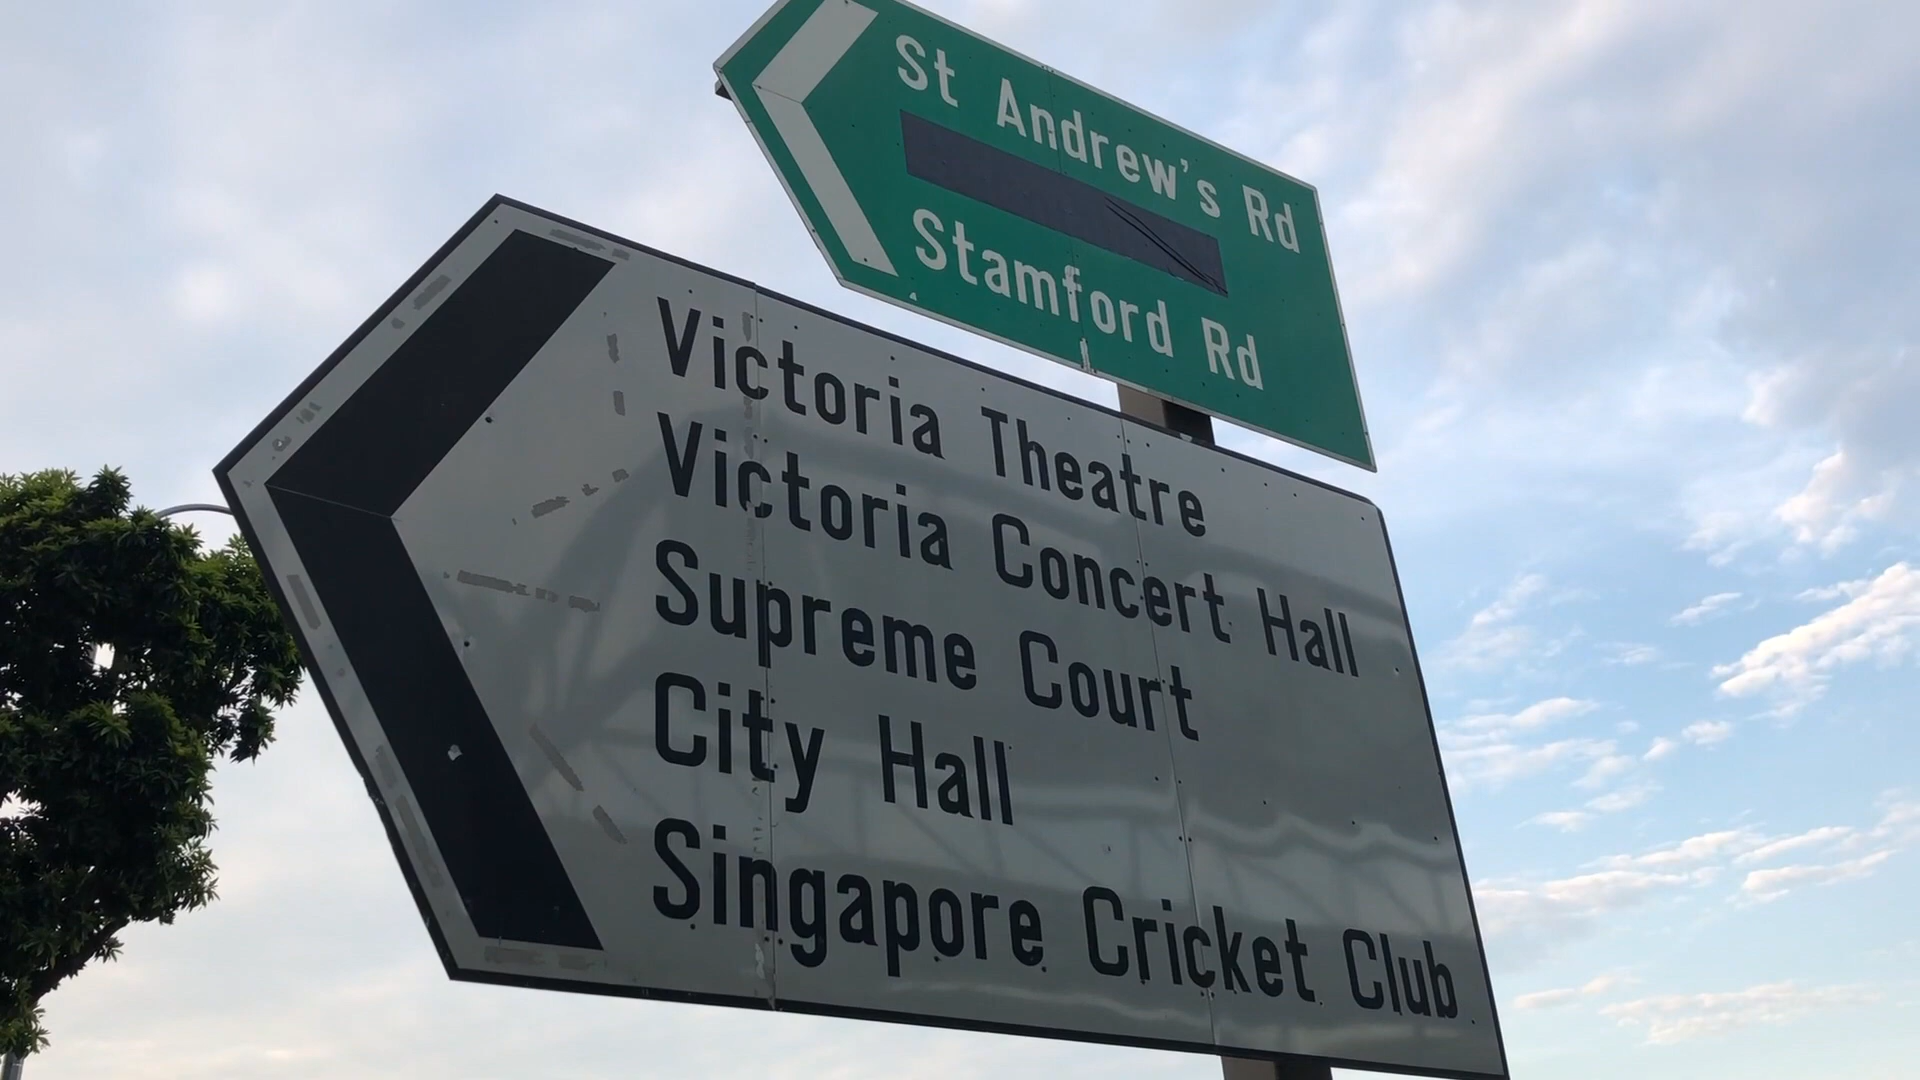 St Andrew's Rd
Stamford Rd
Victoria Theatre
Victoria Concert Hall
Supreme Court
City Hall
Singapore Cricket Club